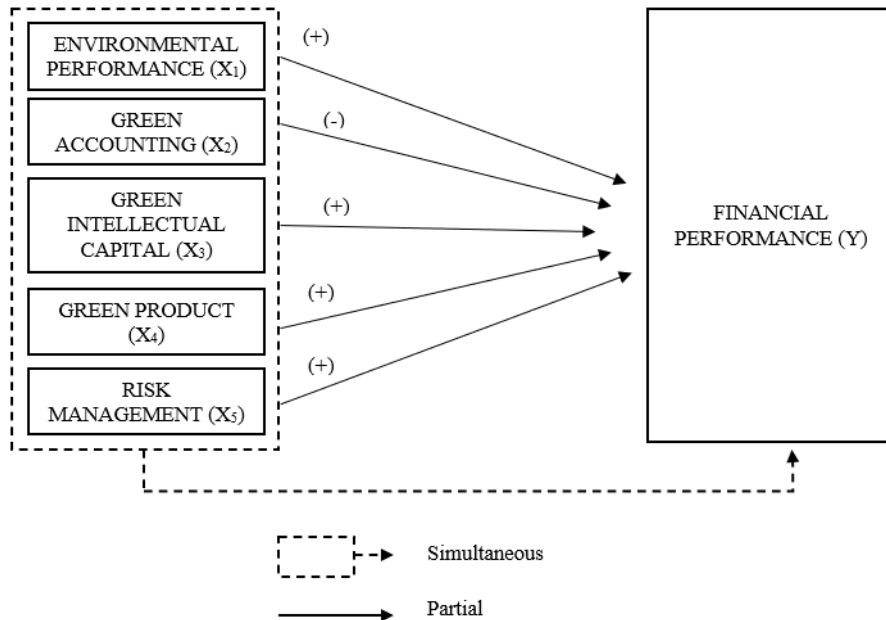 ENVIRONMENTAL
PERFORMANCE (X₁)
(+)
GREEN
ACCOUNTING (X₂)
(-)
GREEN
INTELLECTUAL
CAPITAL (X₃)
(+)
GREEN PRODUCT
(X₄)
(+)
RISK
MANAGEMENT (X₅)
(+)
FINANCIAL
PERFORMANCE (Y)
Simultaneous
Partial